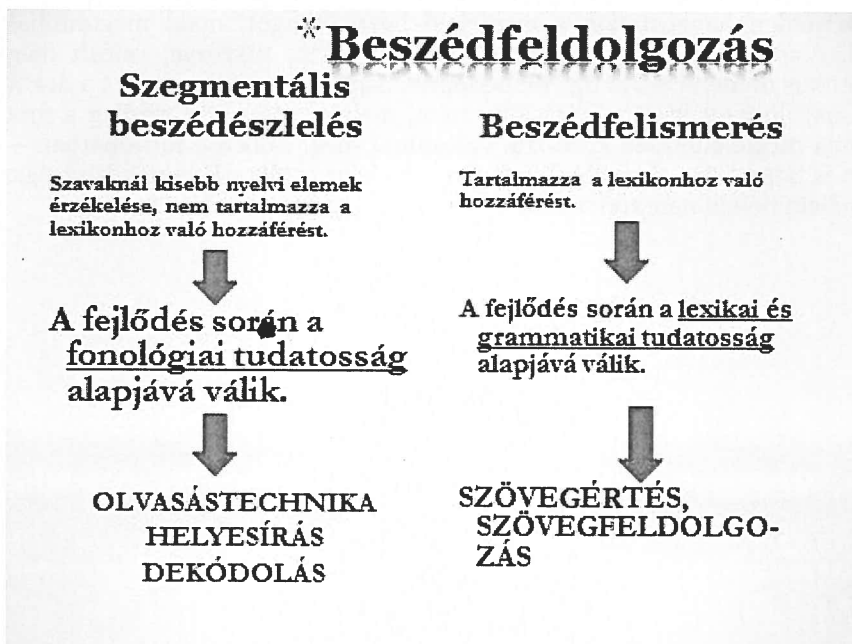 * Beszédfeldolgozás
Szegmentális
beszédészlelés
Szavaknál kisebb nyelvi elemek
érzékelése, nem tartalmazza a
lexikonhoz való hozzáférést.
A fejlődés során a
fonológiai tudatosság
alapjává válik.
OLVASÁSTECHNIKA
HELYESÍRÁS
DEKÓDOLÁS
Beszédfelismerés
Tartalmazza a lexikonhoz való
hozzáférést.
A fejlődés során a lexikai és
grammatikai tudatosság
alapjává válik.
SZÖVEGÉRTÉS,
SZÖVEGFELDOLGO-
ZÁS